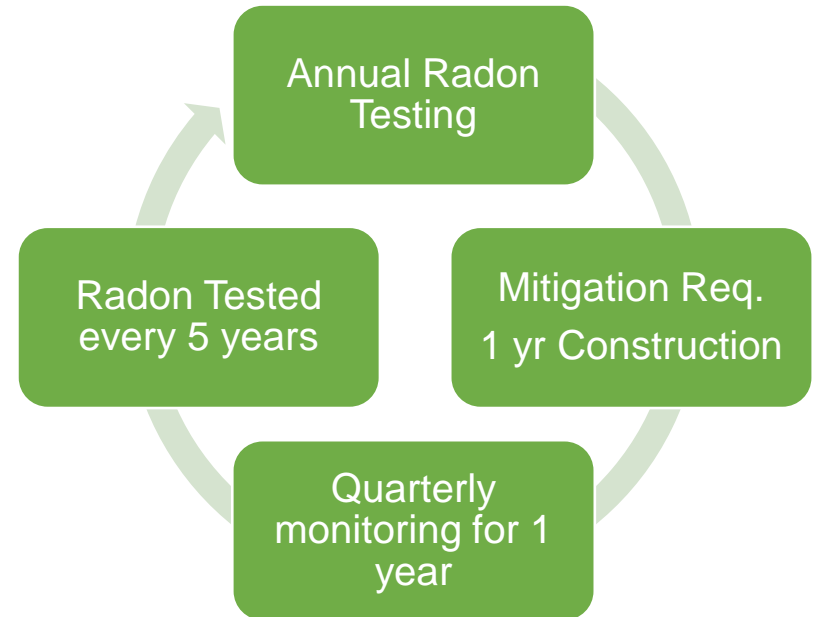 Annual Radon
Testing
Mitigation Req.
1 yr Construction
Quarterly
monitoring for 1
year
Radon Tested
every 5 years